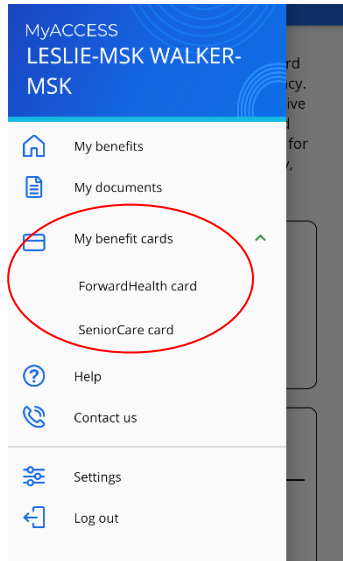 MyACCESS
LESLIE-MSK WALKER-
MSK
My benefits
My documents
My benefit cards
ForwardHealth card
SeniorCare card
Help
Contact us
Settings
Log out
for